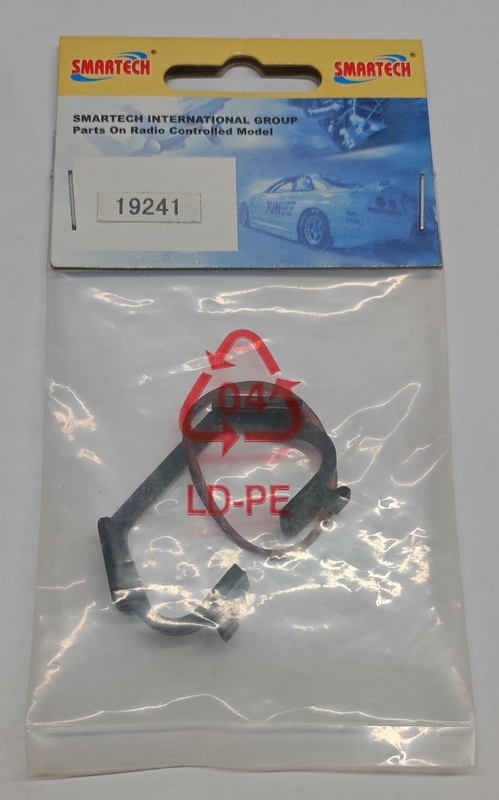 SMARTECH®
SMARTECH®
SMARTECH INTERNATIONAL GROUP
Parts On Radio Controlled Model
19241
04
LD-PE